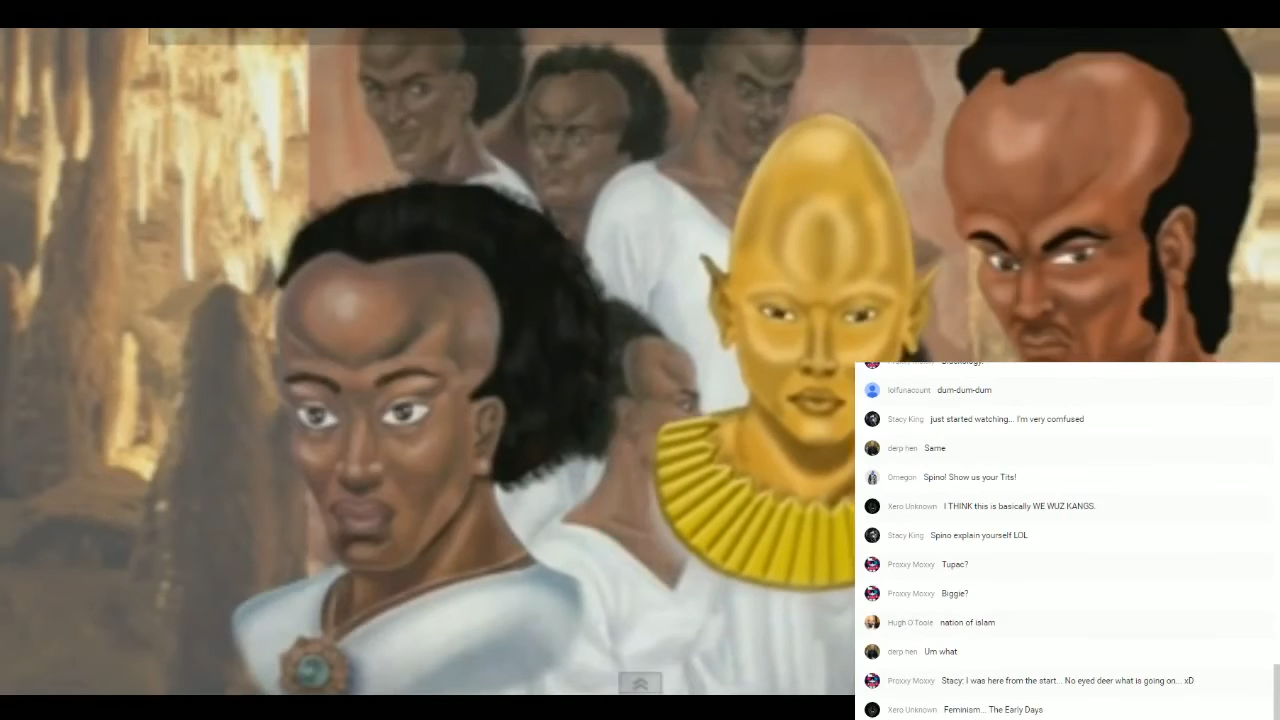 lolfunacount dum-dum-dum
Stacy King just started watching... I'm very comfused
derp hen Same
Omegon Spino! Show us your Tits!
Xero Unknown I THINK this is basically WE WUZ KANGS.
Stacy King Spino explain yourself LOL
Proxxy Moxxy Tupac?
Proxxy Moxxy Biggie?
Hugh O'Toole nation of islam
derp hen Um what
Proxxy Moxxy Stacy: I was here from the start... No eyed deer what is going on... xD
Xero Unknown Feminism... The Early Days